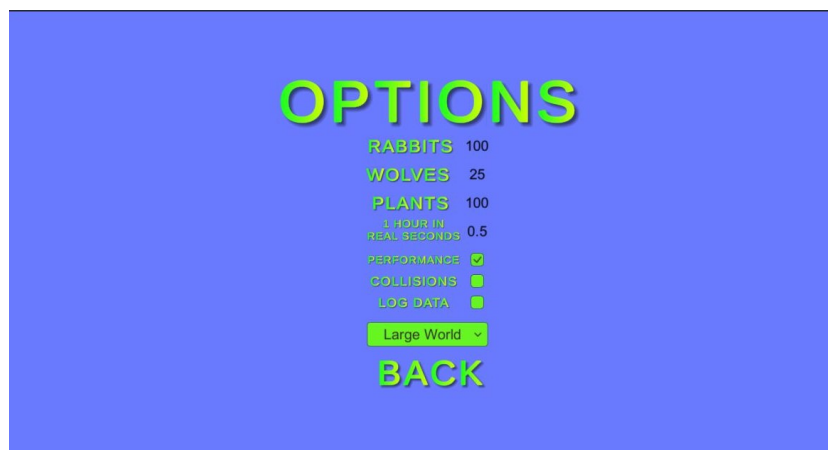 OPTIONS
RABBITS 100
WOLVES 25
PLANTS 100
1 HOUR IN
REAL SECONDS 0.5
PERFORMANCE
COLLISIONS
LOG DATA
Large World
BACK